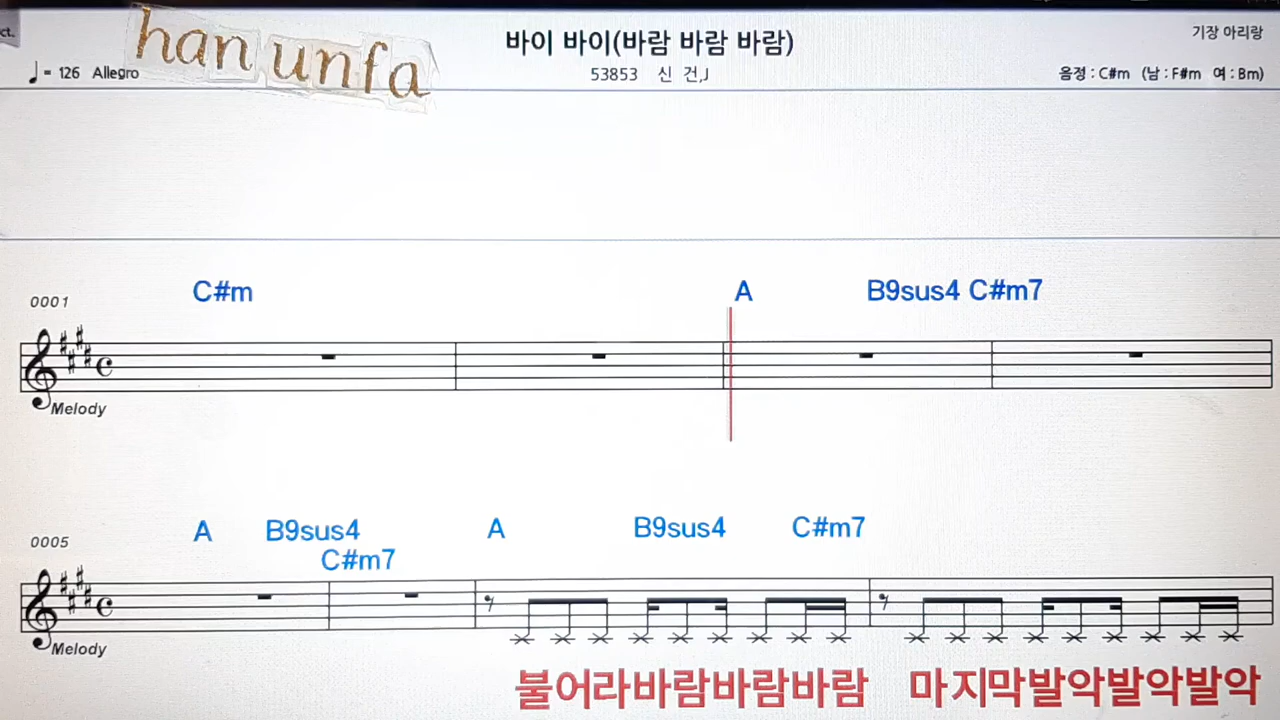 ct.
han unfa
바이 바이(바람 바람 바람)
기장 아리랑
♩= 126 Allegro
53853 신 건,J
음정 : C#m (남 : F#m 여 : Bm)
C#m A B9sus4 C#m7
0001
Melody
A B9sus4 C#m7 A B9sus4 C#m7
0005
Melody
불어라바람바람바람 마지막발악발악발악